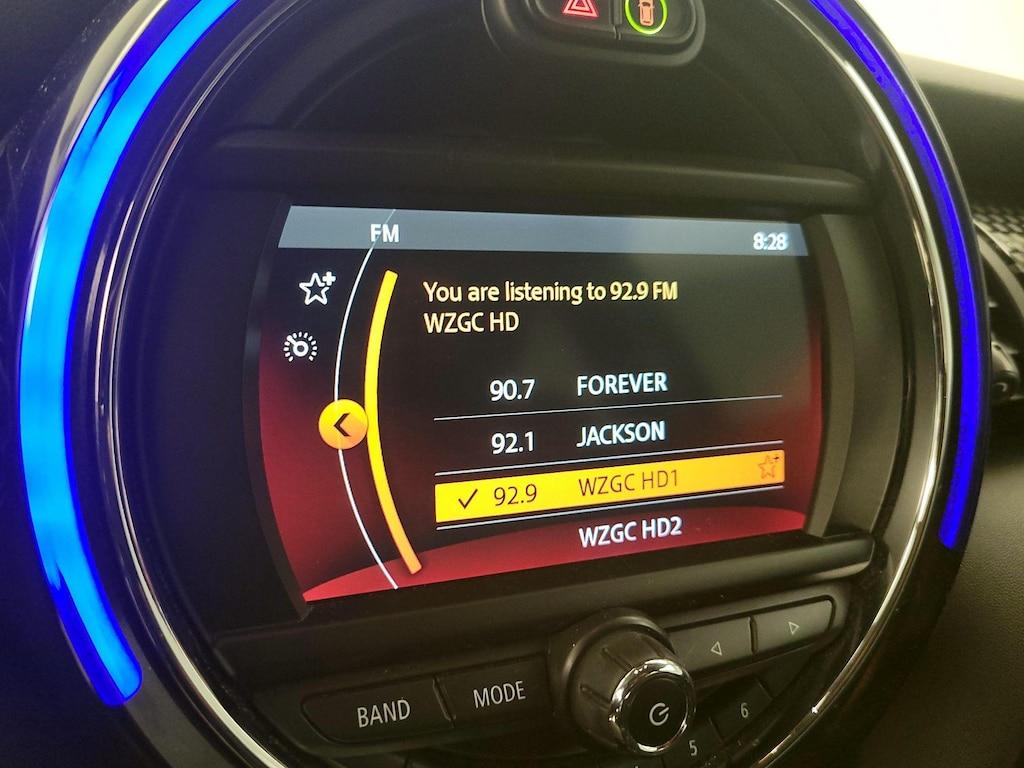 FM 8:28
You are listening to 92.9 FM
WZGC HD
90.7 FOREVER
92.1 JACKSON
92.9 WZGC HD1
WZGC HD2
BAND MODE
5 6